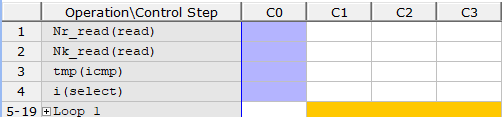 Operation\Control Step C0 C1 C2 C3
1 Nr_read(read)
2 Nk_read(read)
3 tmp(icmp)
4 i(select)
5-19 Loop 1